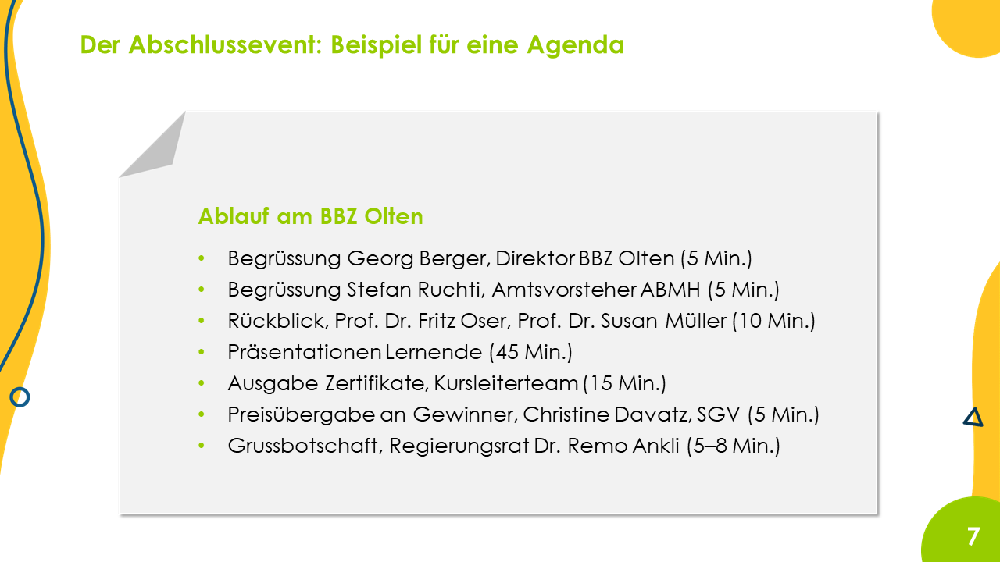 Der Abschlussevent: Beispiel für eine Agenda
Ablauf am BBZ Olten
• Begrüssung Georg Berger, Direktor BBZ Olten (5 Min.)
• Begrüssung Stefan Ruchti, Amtsvorsteher ABMH (5 Min.)
• Rückblick, Prof. Dr. Fritz Oser, Prof. Dr. Susan Müller (10 Min.)
• Präsentationen Lernende (45 Min.)
• Ausgabe Zertifikate, Kursleiterteam (15 Min.)
• Preisübergabe an Gewinner, Christine Davatz, SGV (5 Min.)
• Grussbotschaft, Regierungsrat Dr. Remo Ankli (5–8 Min.)
7